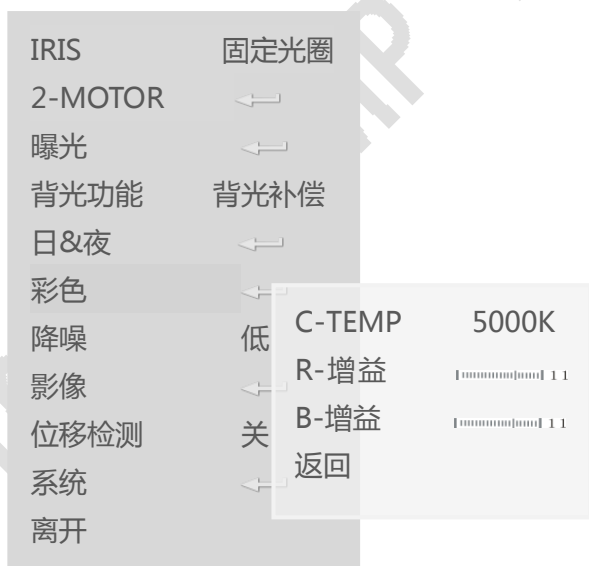 IRIS 固定光圈
2-MOTOR
曝光
背光功能 背光补偿
日&夜
彩色
降噪 低
影像
位移检测 关
系统
离开
C-TEMP 5000K
R-增益 11
B-增益 11
返回